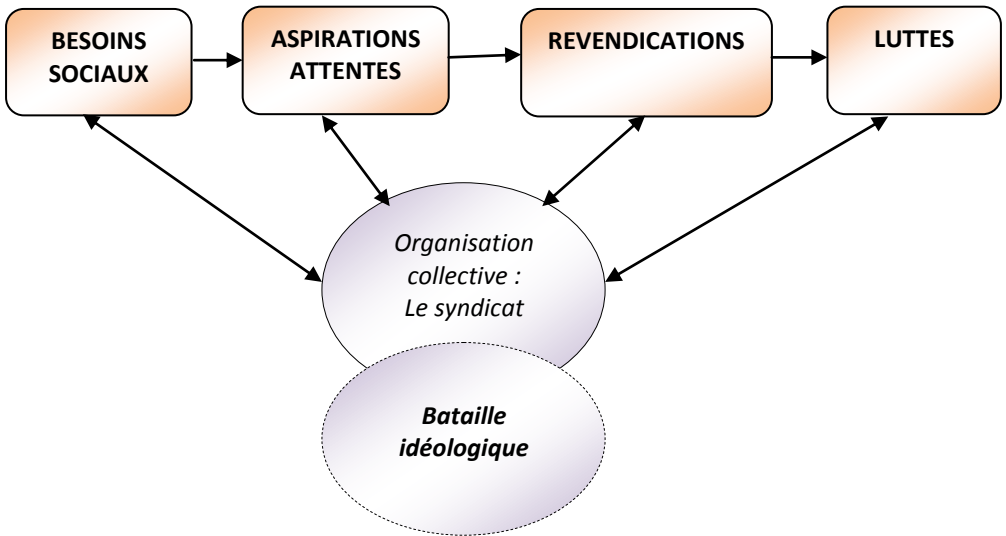 BESOINS
SOCIAUX
ASPIRATIONS
ATTENTES
REVENDICATIONS
LUTTES
Organisation
collective :
Le syndicat
Bataille
idéologique